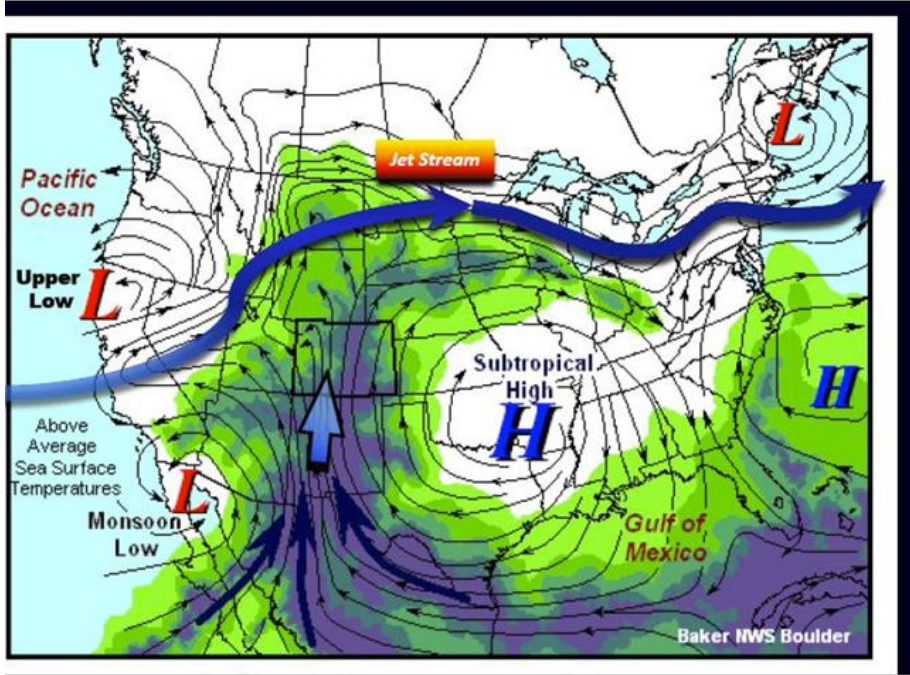 Jet Stream
L
Pacific
Ocean
Upper
Low
L
Subtropical
High
H
H
Above
Average
Sea Surface
Temperatures
L
Monsoon
Low
Gulf of
Mexico
Baker NWS Boulder